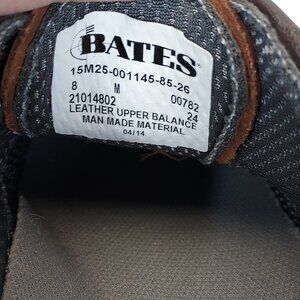 BATES
15M25-001145-85-26
8 M 00782
21014802 24
LEATHER UPPER BALANCE
MAN MADE MATERIAL
04/14